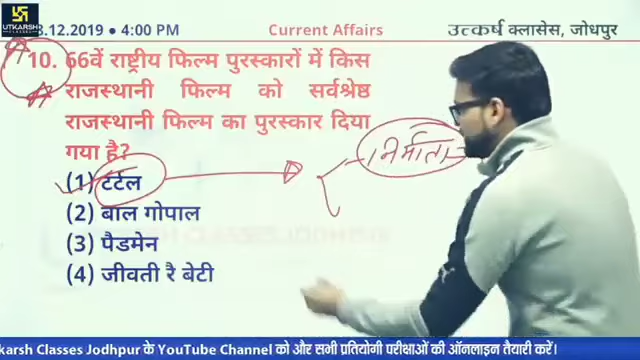 UTKARSH
.12.2019 • 4:00 PM Current Affairs उत्कर्ष क्लासेस, जोधपुर
10. 66वें राष्ट्रीय फिल्म पुरस्कारों में किस
राजस्थानी फिल्म को सर्वश्रेष्ठ
राजस्थानी फिल्म का पुरस्कार दिया
गया है?
(1) टर्टल
निर्माता
(2) बाल गोपाल
(3) पैडमेन
(4) जीवती रै बेटी
karsh Classes Jodhpur के YouTube Channel को और सभी प्रतियोगी परीक्षाओं की ऑनलाइन तैयारी करें।